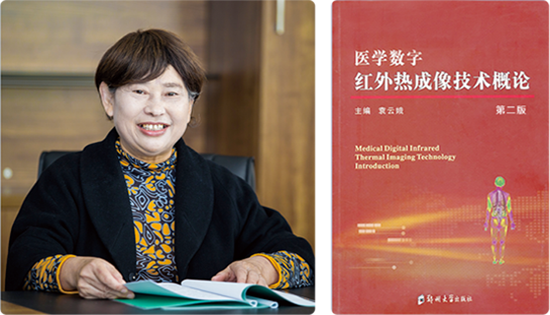 医学数字
红外热成像技术概论
主编 袁云娥 第二版
Medical Digital Infrared
Thermal Imaging Technology
Introduction
郑州大学出版社